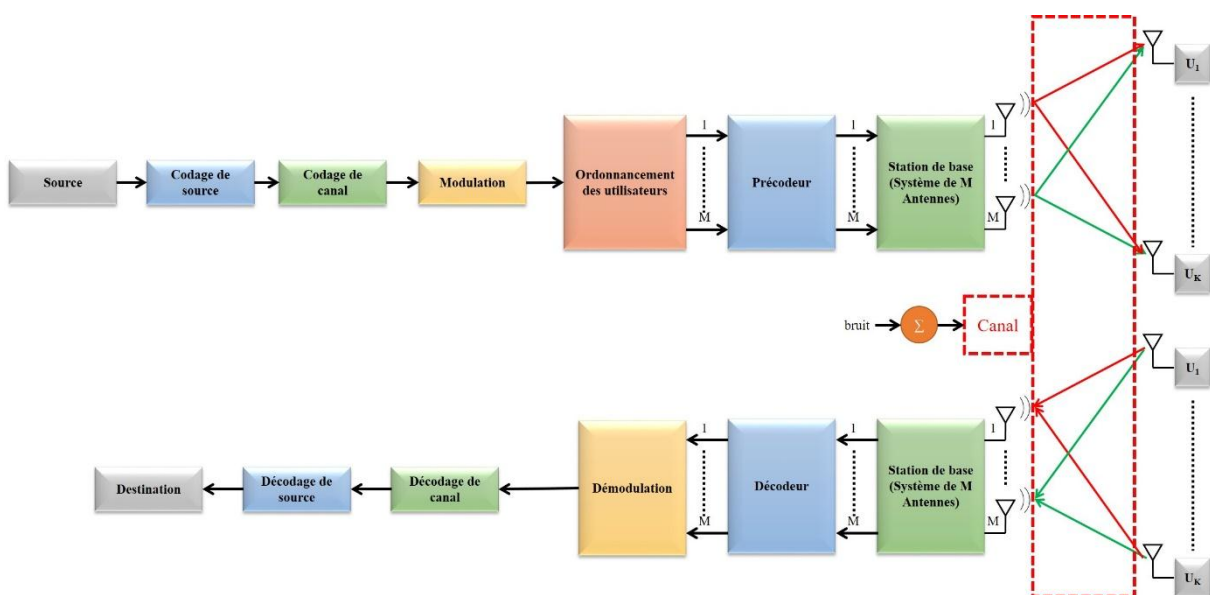 Source
Codage de
source
Codage de
canal
Modulation
Ordonnancement
des utilisateurs
1
M
Précodeur
1
M
Station de base
(Système de M
Antennes)
1
M
U1
UK
bruit
Σ
Canal
Destination
Décodage de
source
Décodage de
canal
Démodulation
1
M
Décodeur
1
M
Station de base
(Système de M
Antennes)
1
M
U1
UK